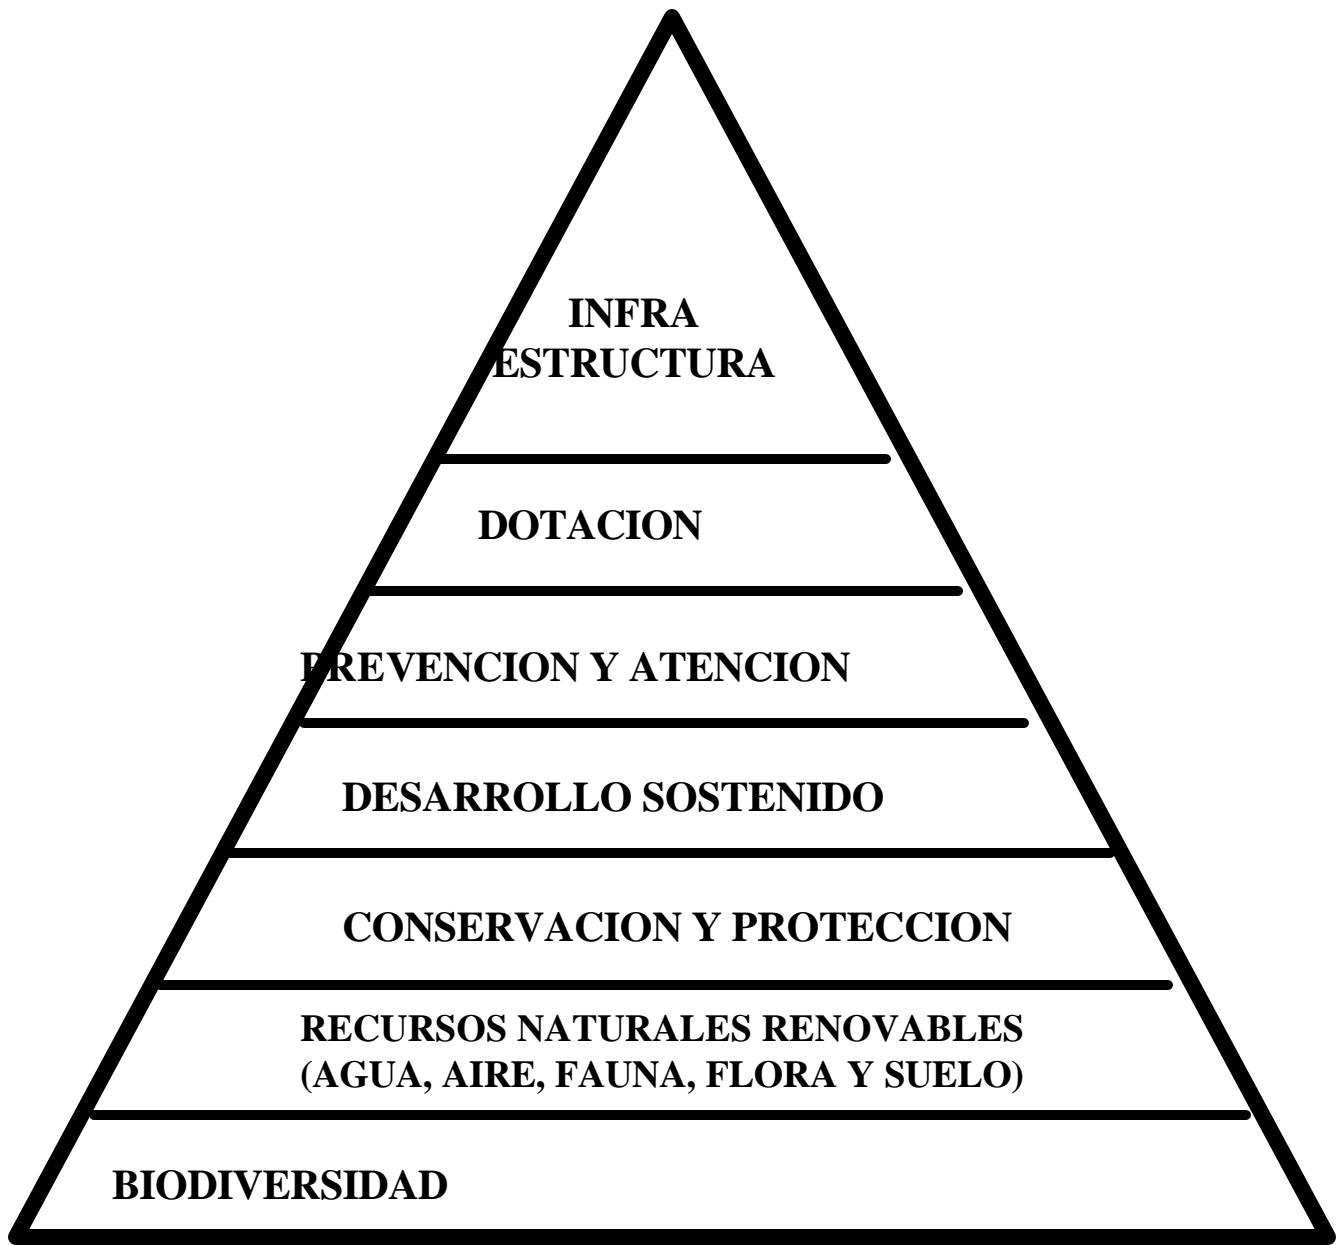 INFRA
ESTRUCTURA
DOTACION
PREVENCION Y ATENCION
DESARROLLO SOSTENIDO
CONSERVACION Y PROTECCION
RECURSOS NATURALES RENOVABLES
(AGUA, AIRE, FAUNA, FLORA Y SUELO)
BIODIVERSIDAD